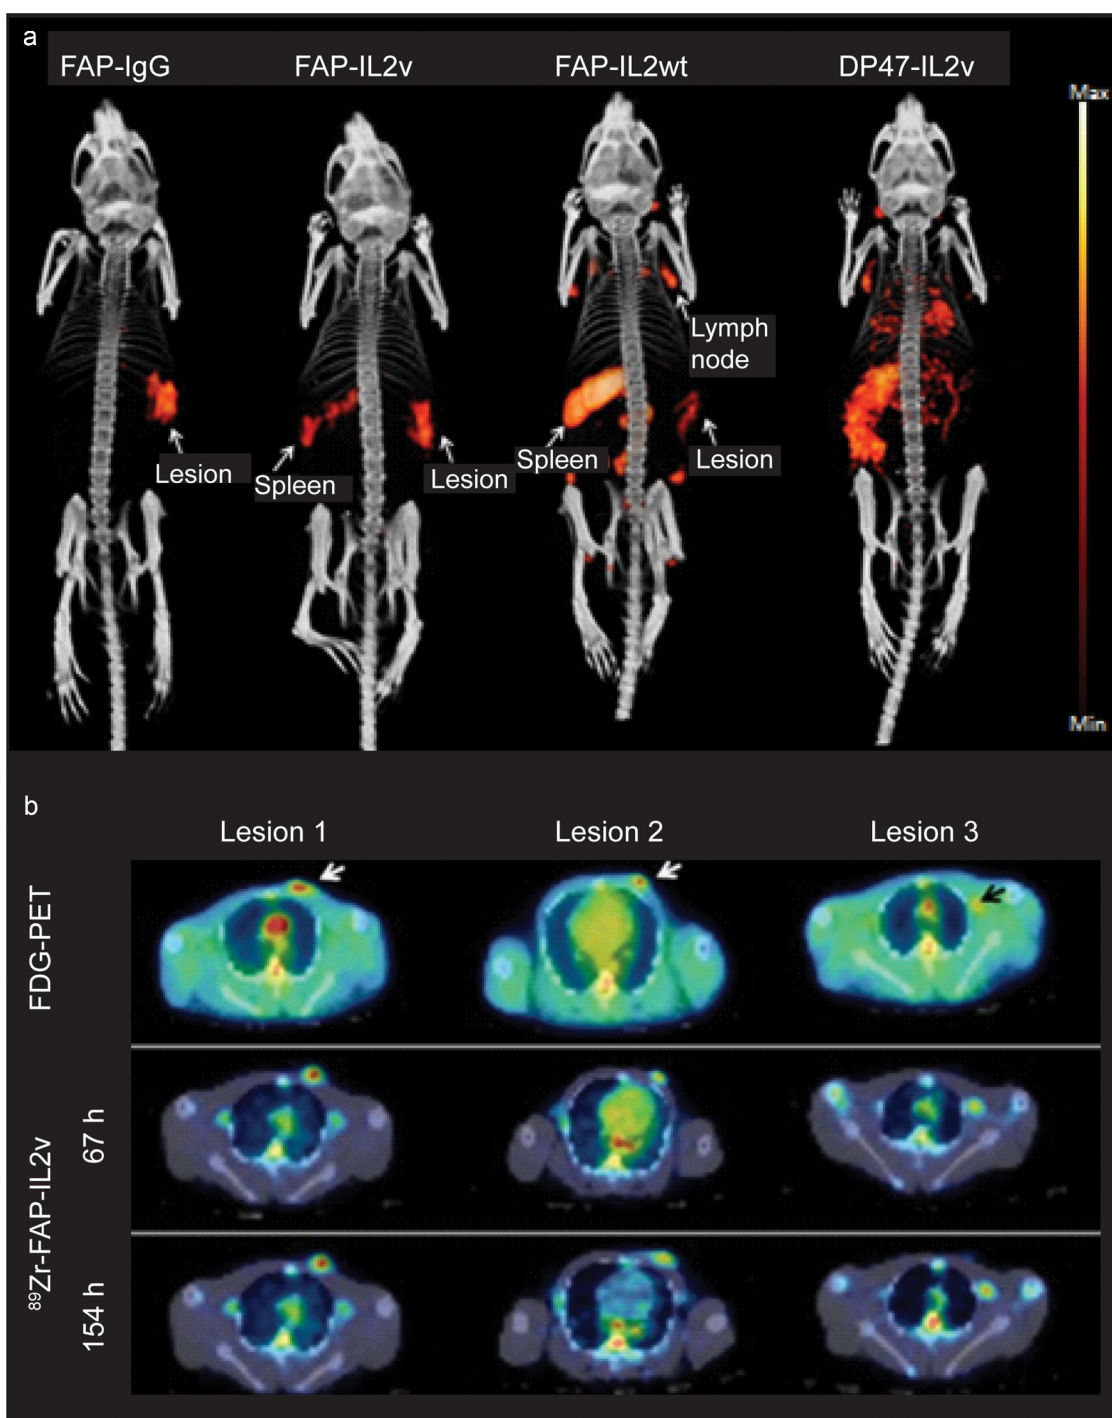 a
FAP-IgG
FAP-IL2v
FAP-IL2wt
DP47-IL2v
Max
Lymph
node
Lesion
Spleen
Lesion
Spleen
Lesion
Min
b
Lesion 1
Lesion 2
Lesion 3
FDG-PET
⁸⁹Zr-FAP-IL2v
67 h
154 h